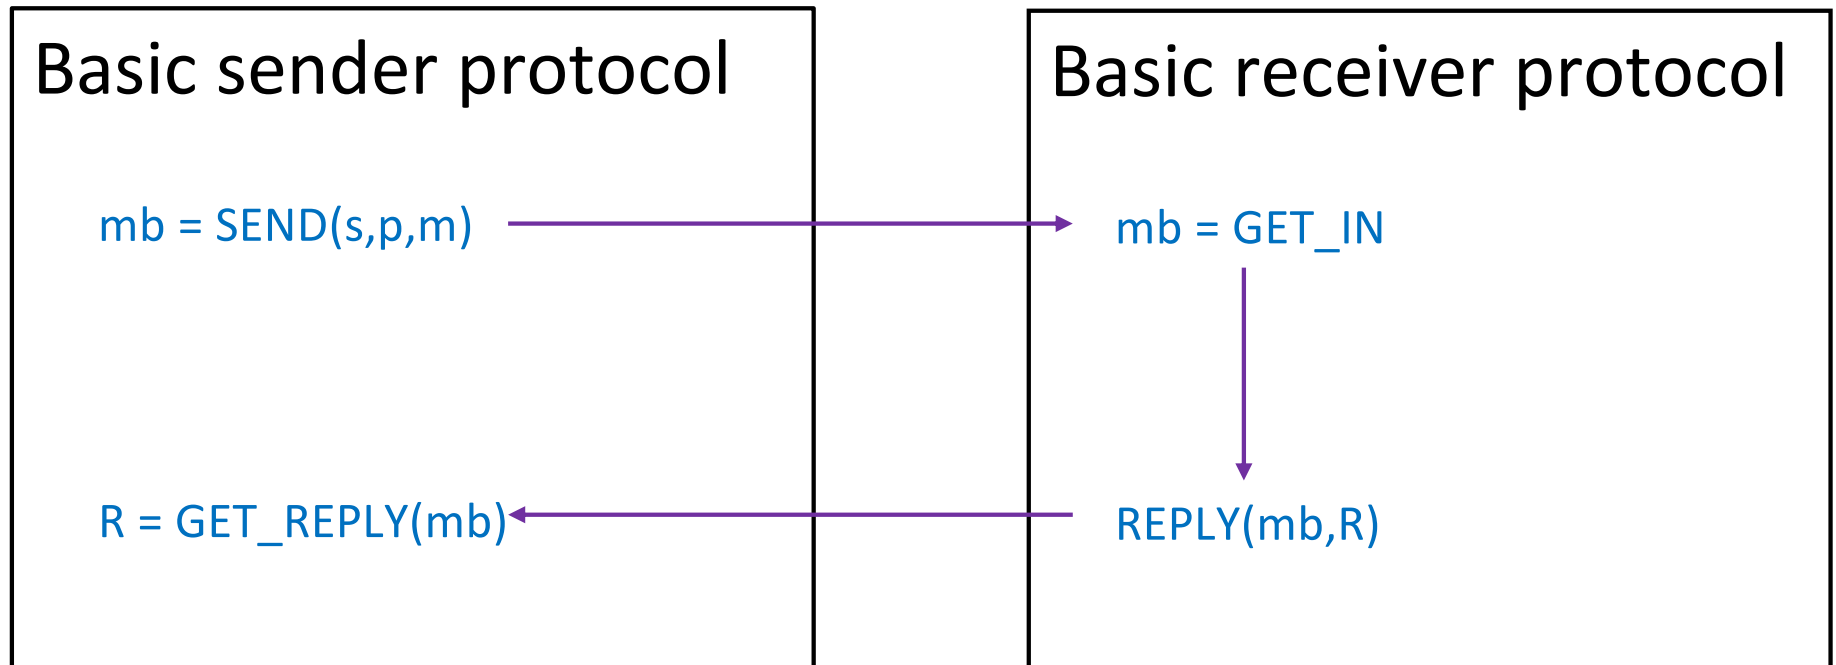 Basic sender protocol
mb = SEND(s,p,m)
R = GET_REPLY(mb)
Basic receiver protocol
mb = GET_IN
REPLY(mb,R)